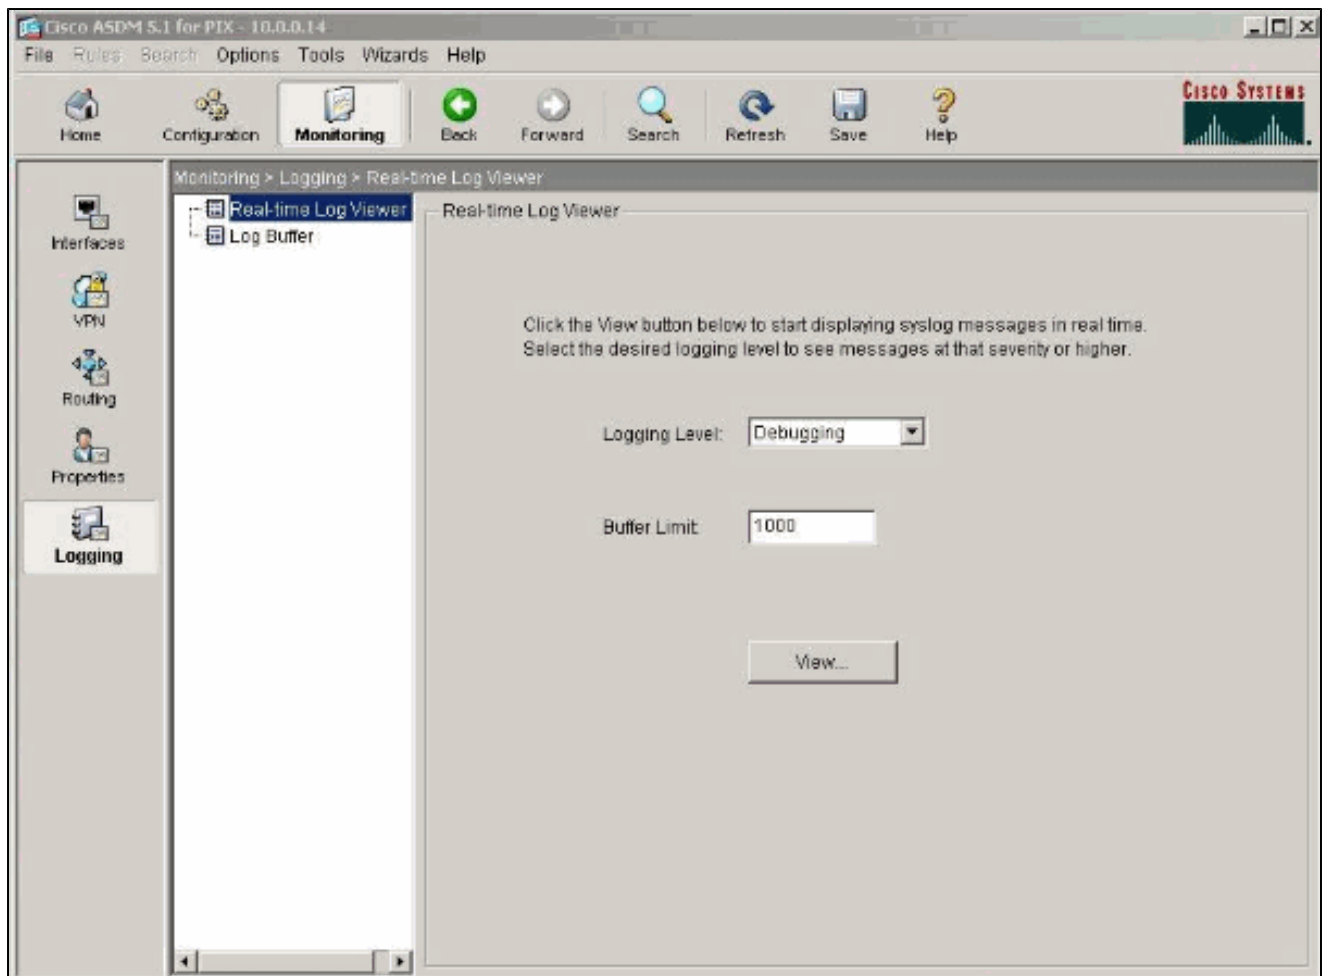 Cisco ASDM 5.1 for PIX - 10.0.0.14
File Rules Search Options Tools Wizards Help
Home Configuration Monitoring Back Forward Search Refresh Save Help
CISCO SYSTEMS
Monitoring > Logging > Real-time Log Viewer
Interfaces
VPN
Routing
Properties
Logging
Real-time Log Viewer
Log Buffer
Real-time Log Viewer
Click the View button below to start displaying syslog messages in real time.
Select the desired logging level to see messages at that severity or higher.
Logging Level: Debugging
Buffer Limit: 1000
View...